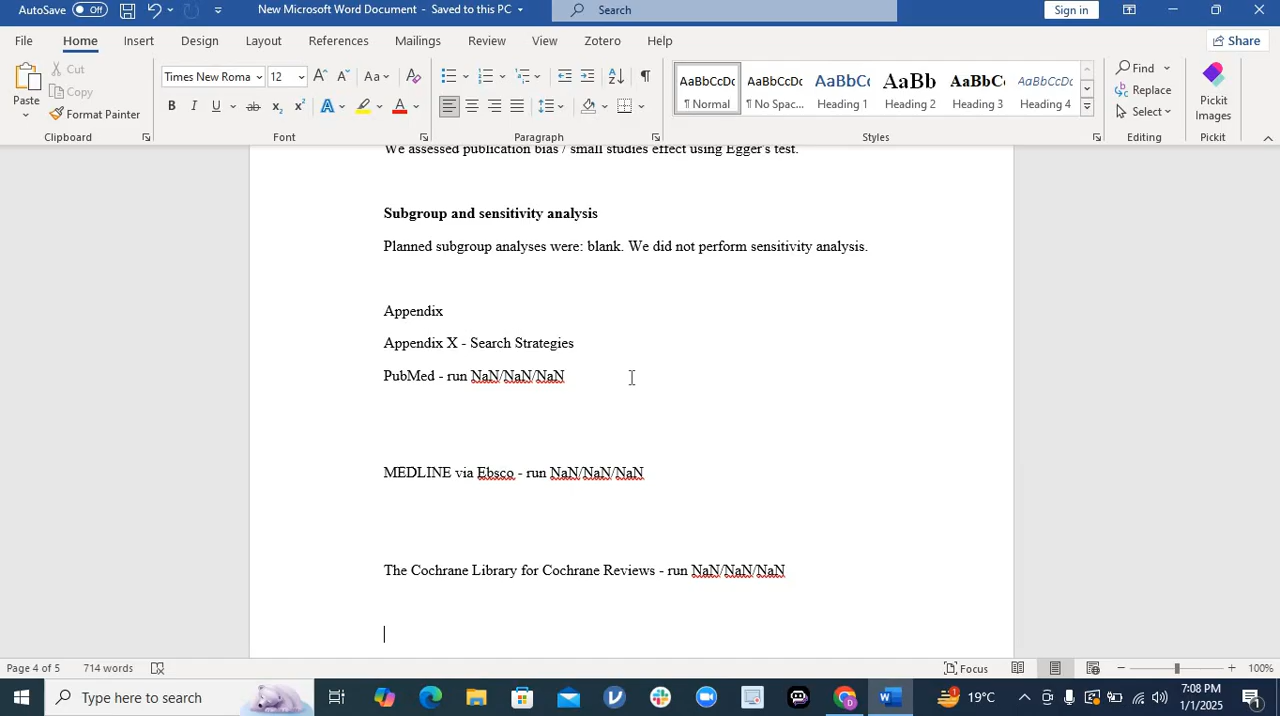 AutoSave Off New Microsoft Word Document - Saved to this PC Search Sign in
File Home Insert Design Layout References Mailings Review View Zotero Help Share
Paste Cut Copy Format Painter
Times New Roma 12 Aa
B I U ab x₂ x² A A
AaBbCcDc AaBbCcDc AaBbC( AaBb AaBbC( AaBbCcDc
¶ Normal ¶ No Spac... Heading 1 Heading 2 Heading 3 Heading 4
Find Replace Select
Pickit Images
Clipboard Font Paragraph Styles Editing Pickit
We assessed publication bias / small studies effect using Egger's test.
Subgroup and sensitivity analysis
Planned subgroup analyses were: blank. We did not perform sensitivity analysis.
Appendix
Appendix X - Search Strategies
PubMed - run NaN/NaN/NaN
MEDLINE via Ebsco - run NaN/NaN/NaN
The Cochrane Library for Cochrane Reviews - run NaN/NaN/NaN
Page 4 of 5 714 words Focus 100%
Type here to search 19°C 7:08 PM
1/1/2025